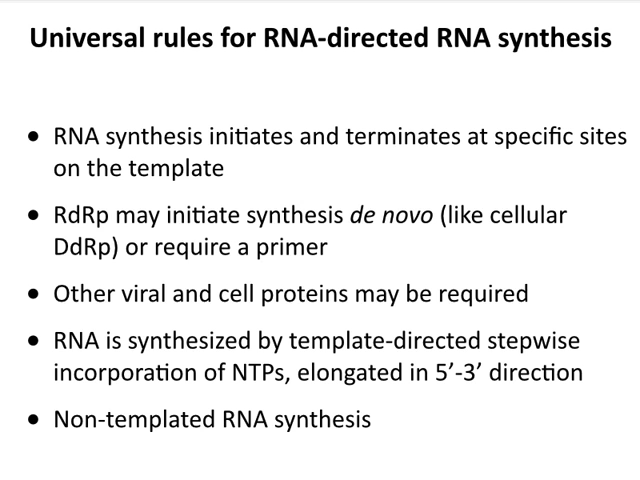 Universal rules for RNA-directed RNA synthesis
• RNA synthesis initiates and terminates at specific sites
on the template
• RdRp may initiate synthesis de novo (like cellular
DdRp) or require a primer
• Other viral and cell proteins may be required
• RNA is synthesized by template-directed stepwise
incorporation of NTPs, elongated in 5’-3’ direction
• Non-templated RNA synthesis